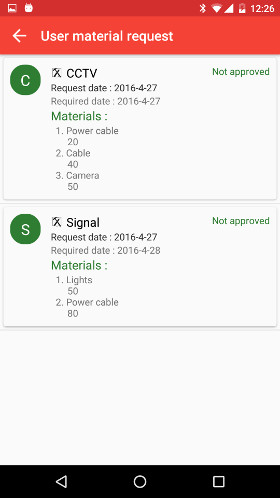 12:26
User material request
C
CCTV
Not approved
Request date : 2016-4-27
Required date : 2016-4-27
Materials :
1. Power cable
20
2. Cable
40
3. Camera
50
S
Signal
Not approved
Request date : 2016-4-27
Required date : 2016-4-28
Materials :
1. Lights
50
2. Power cable
80